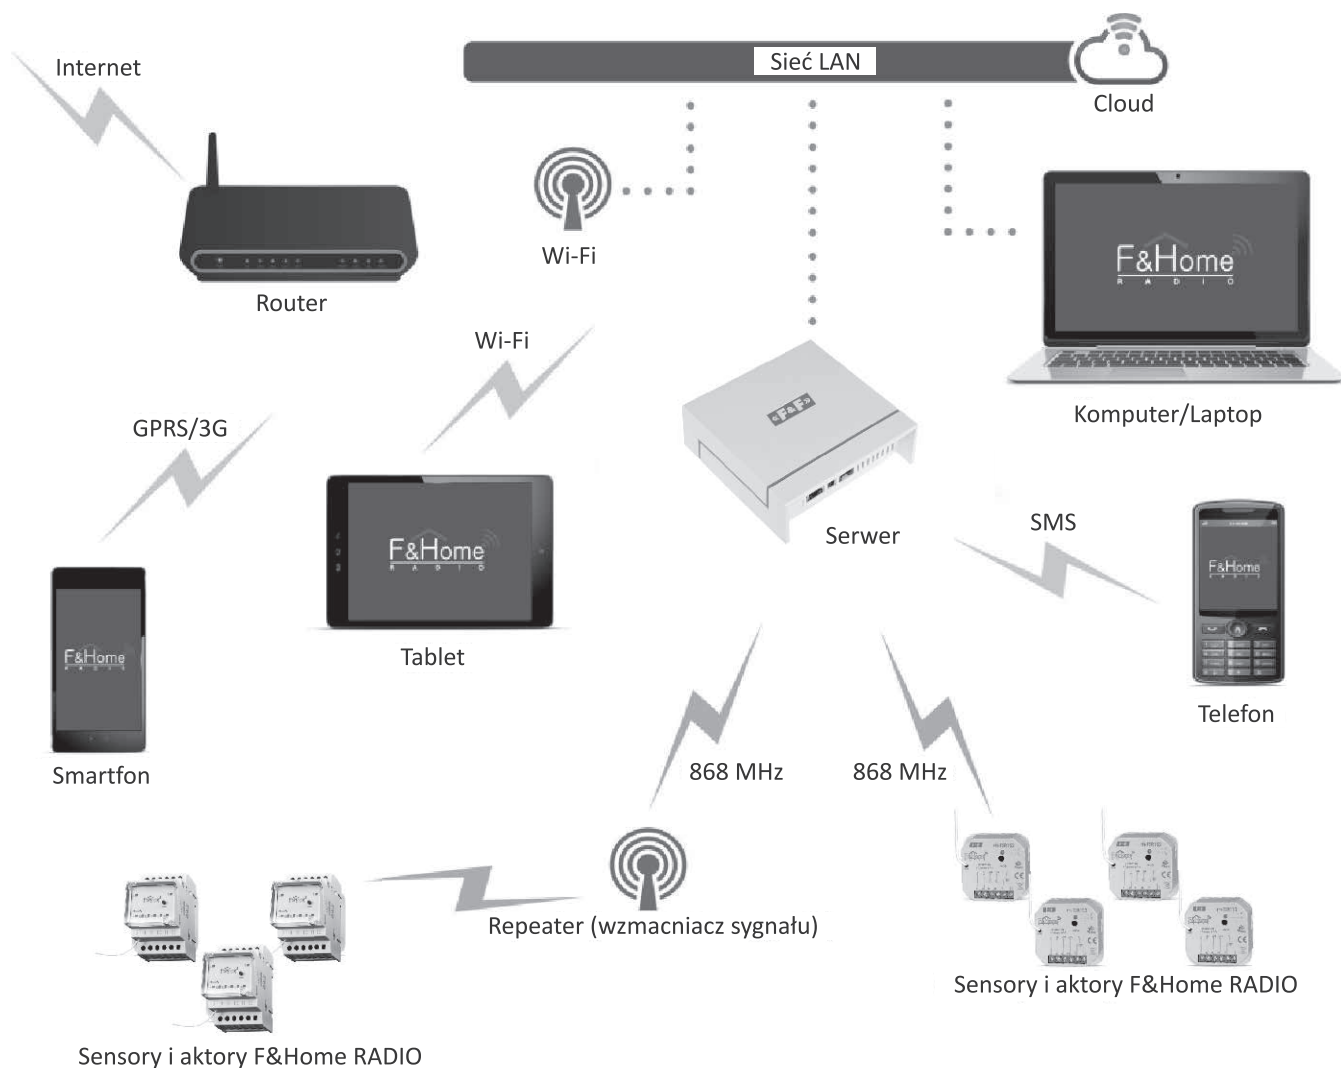 Internet
Sieć LAN
Cloud
Router
Wi-Fi
F&Home
RADIO
Komputer/Laptop
Wi-Fi
GPRS/3G
«F&F»
Serwer
SMS
F&Home
RADIO
Tablet
F&Home
RADIO
Telefon
F&Home
RADIO
Smartfon
868 MHz
868 MHz
Repeater (wzmacniacz sygnału)
Sensory i aktory F&Home RADIO
Sensory i aktory F&Home RADIO